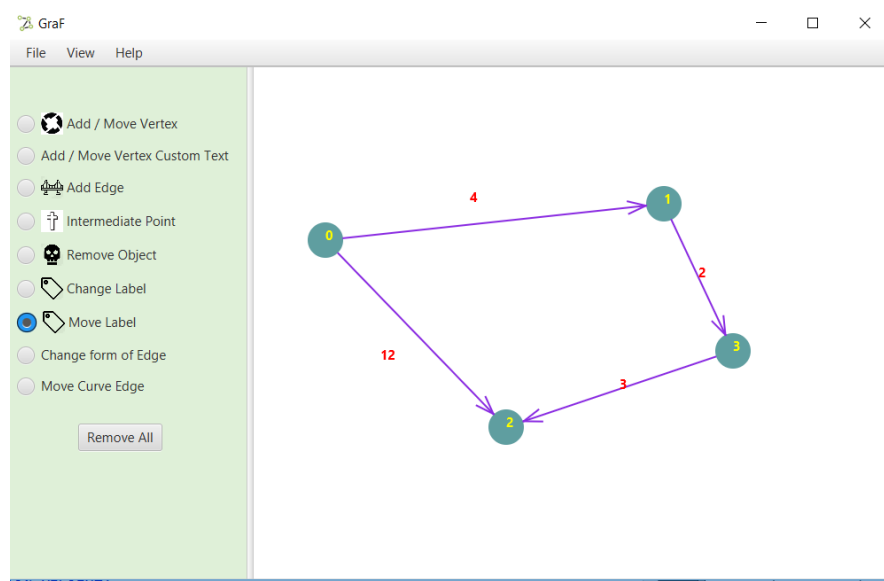 GraF
File View Help
Add / Move Vertex
Add / Move Vertex Custom Text
Add Edge
Intermediate Point
Remove Object
Change Label
Move Label
Change form of Edge
Move Curve Edge
Remove All
4
1
0
2
12
3
3
2